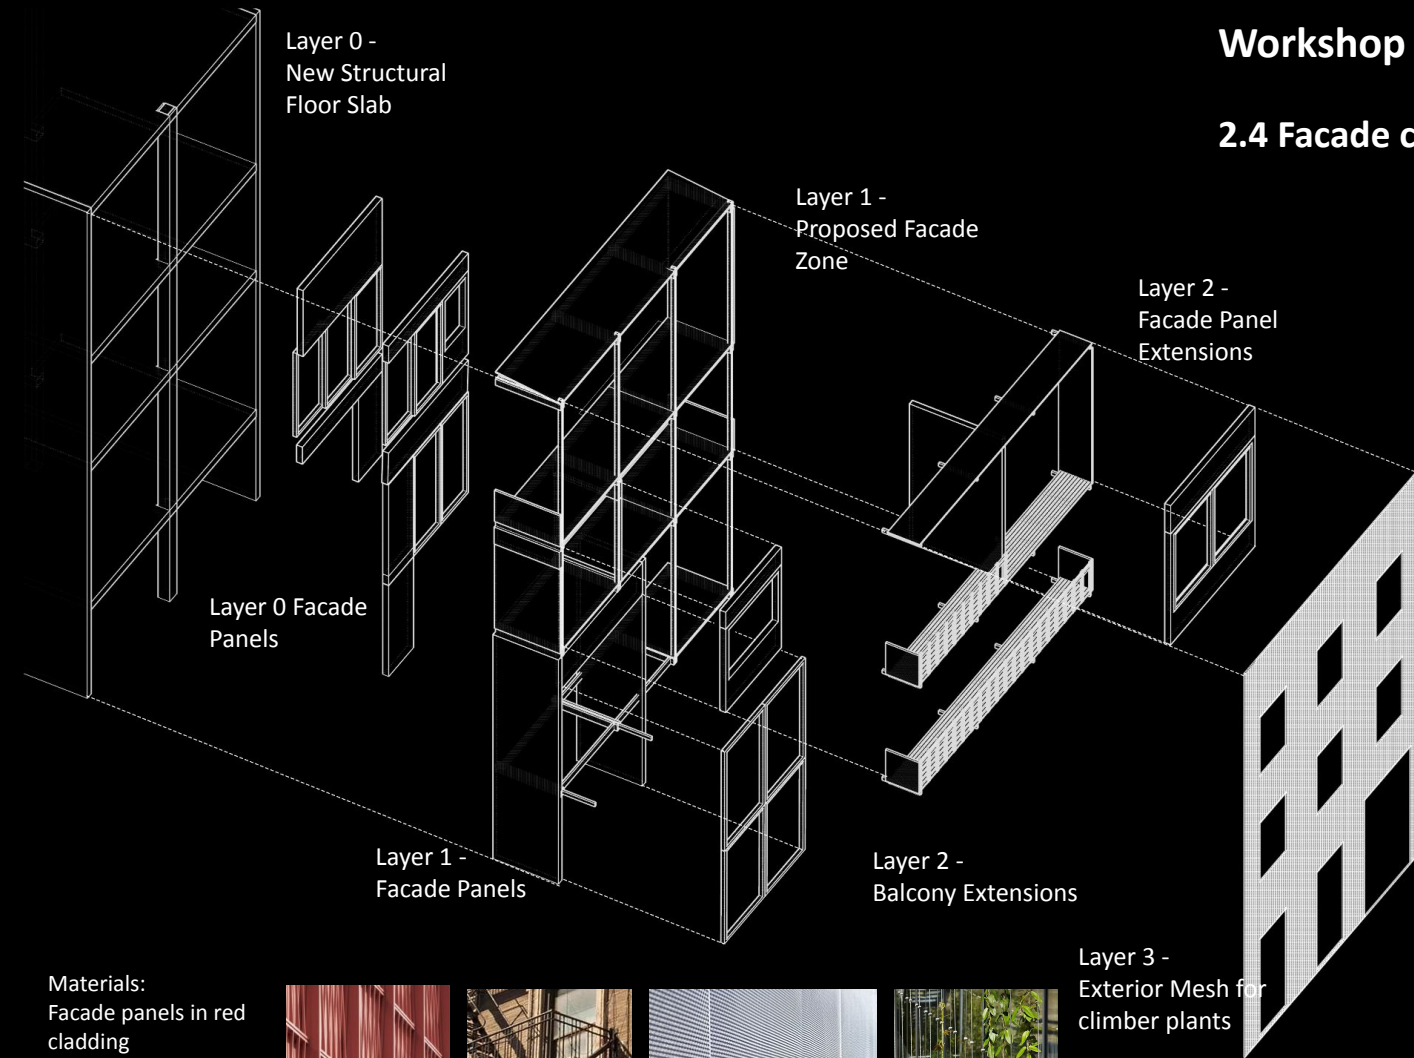 Workshop
2.4 Facade c
Layer 0 -
New Structural
Floor Slab
Layer 1 -
Proposed Facade
Zone
Layer 2 -
Facade Panel
Extensions
Layer 0 Facade
Panels
Layer 1 -
Facade Panels
Layer 2 -
Balcony Extensions
Layer 3 -
Exterior Mesh for
climber plants
Materials:
Facade panels in red
cladding